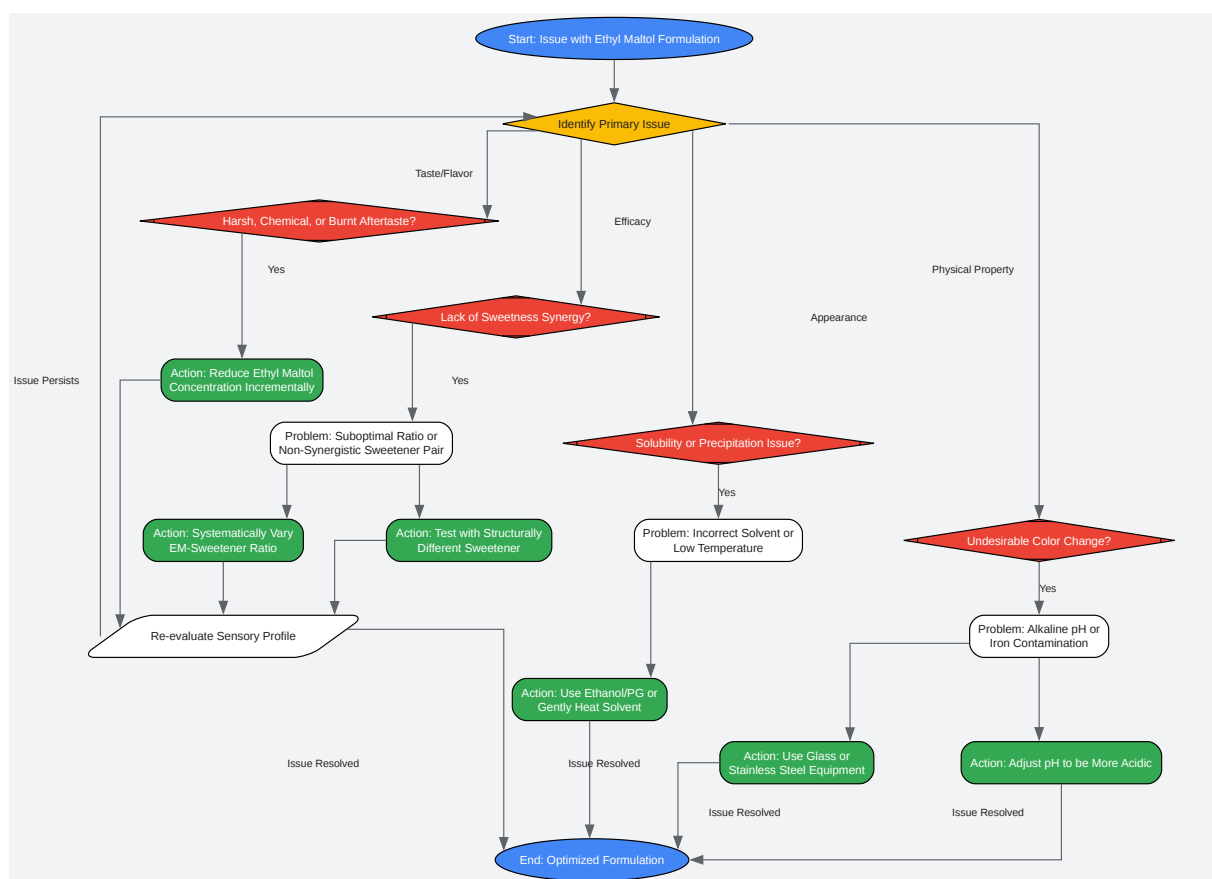 Start: Issue with Ethyl Maltol Formulation
Identify Primary Issue
Taste/Flavor
Harsh, Chemical, or Burnt Aftertaste?
Efficacy
Yes
Physical Property
Lack of Sweetness Synergy?
Appearance
Action: Reduce Ethyl Maltol
Concentration Incrementally
Issue Persists
Yes
Problem: Suboptimal Ratio or
Non-Synergistic Sweetener Pair
Solubility or Precipitation Issue?
Yes
Action: Systematically Vary
EM-Sweetener Ratio
Action: Test with Structurally
Different Sweetener
Problem: Incorrect Solvent or
Low Temperature
Undesirable Color Change?
Yes
Re-evaluate Sensory Profile
Problem: Alkaline pH or
Iron Contamination
Action: Use Ethanol/PG or
Gently Heat Solvent
Issue Resolved
Issue Resolved
Action: Use Glass or
Stainless Steel Equipment
Action: Adjust pH to be More Acidic
Issue Resolved
Issue Resolved
End: Optimized Formulation